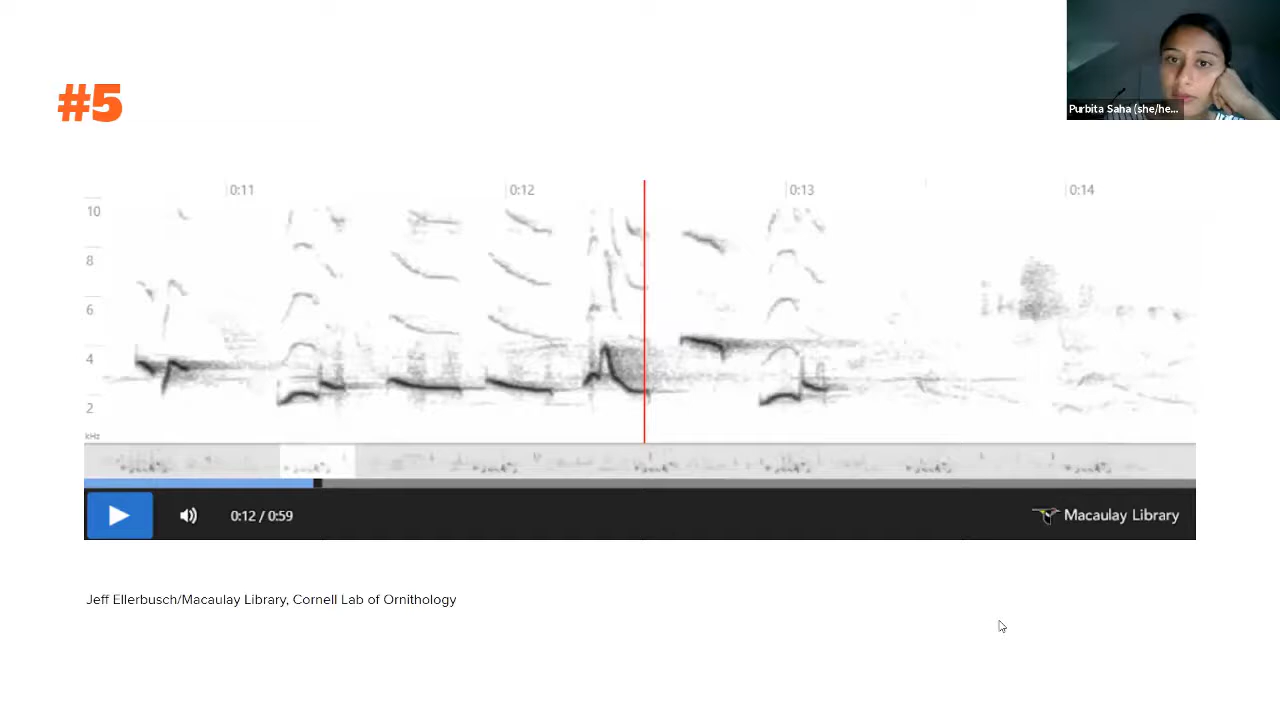 #5
Purbita Saha (she/he...
0:11
0:12
0:13
0:14
10
8
6
4
2
kHz
0:12 / 0:59
Macaulay Library
Jeff Ellerbusch/Macaulay Library, Cornell Lab of Ornithology